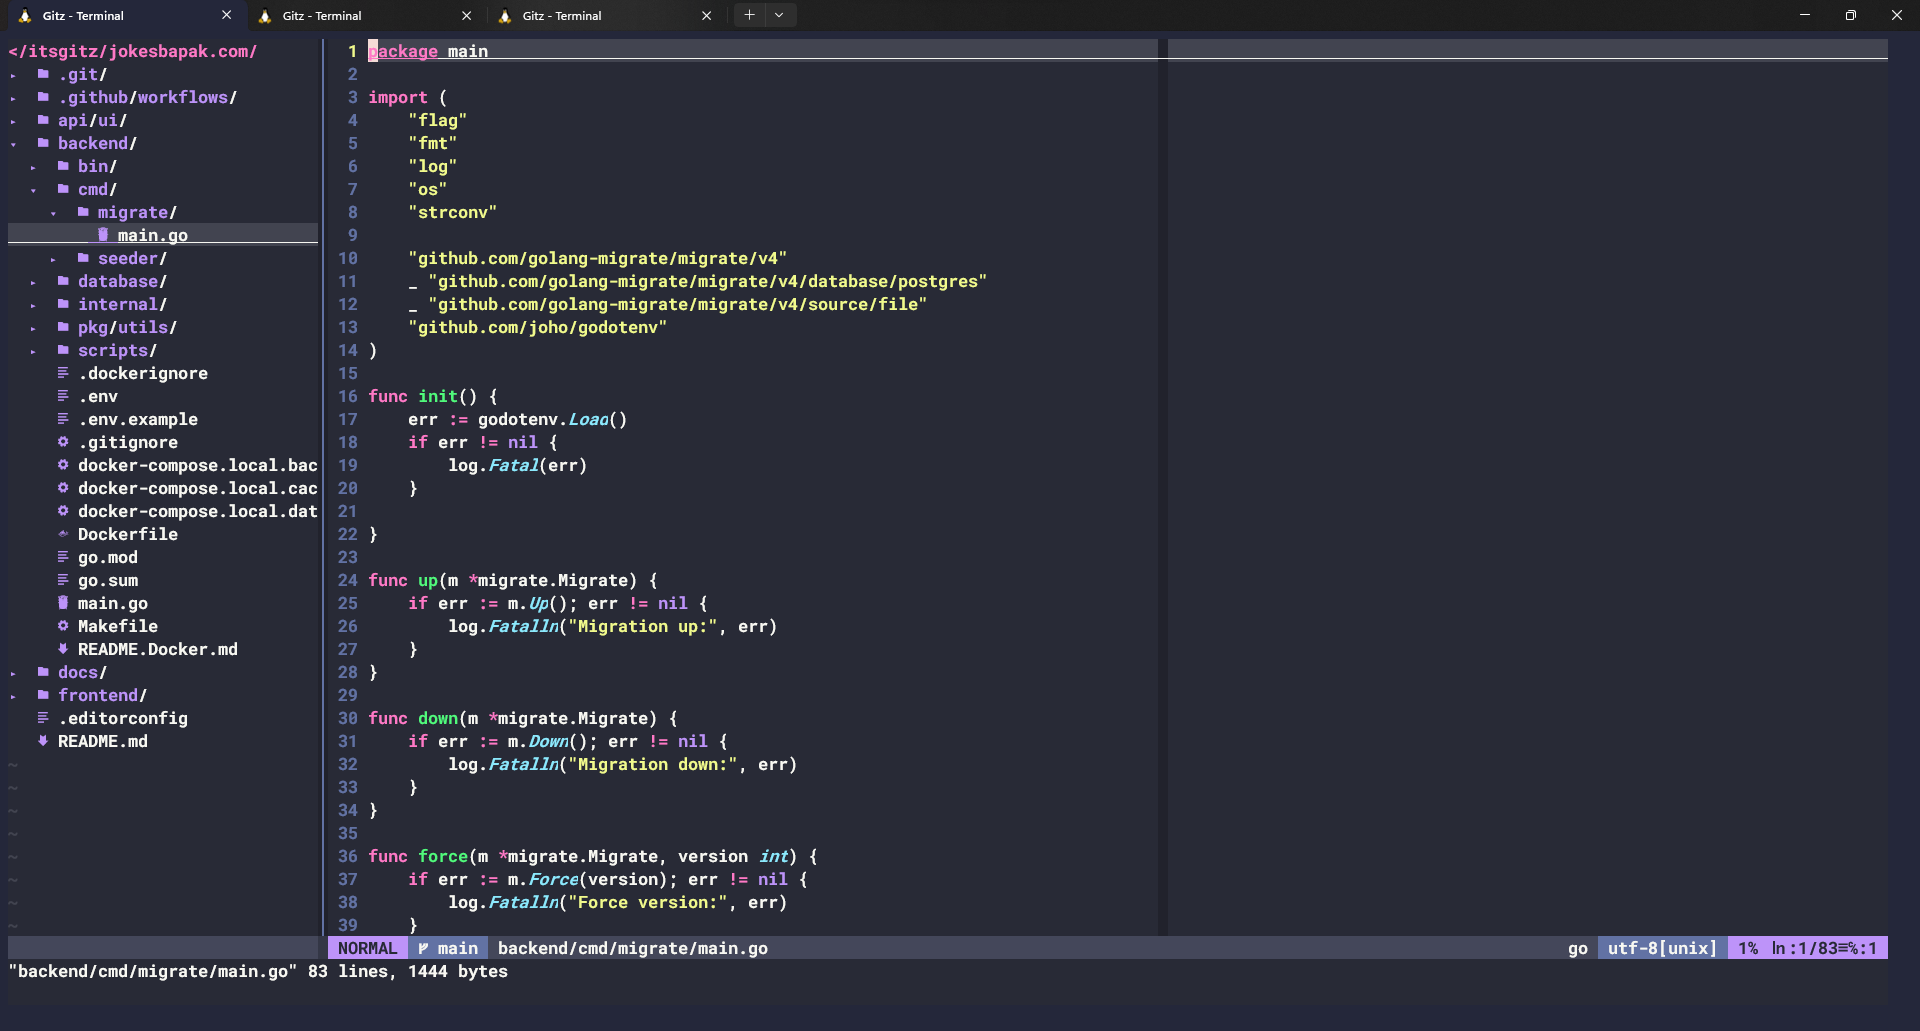 Gitz - Terminal
Gitz - Terminal
Gitz - Terminal
</itsgitz/jokesbapak.com/
.git/
.github/workflows/
api/ui/
backend/
bin/
cmd/
migrate/
main.go
seeder/
database/
internal/
pkg/utils/
scripts/
.dockerignore
.env
.env.example
.gitignore
docker-compose.local.bac
docker-compose.local.cac
docker-compose.local.dat
Dockerfile
go.mod
go.sum
main.go
Makefile
README.Docker.md
docs/
frontend/
.editorconfig
README.md
~
~
~
~
~
~
~
~
1 package main
2
3 import (
4     "flag"
5     "fmt"
6     "log"
7     "os"
8     "strconv"
9
10     "github.com/golang-migrate/migrate/v4"
11     _ "github.com/golang-migrate/migrate/v4/database/postgres"
12     _ "github.com/golang-migrate/migrate/v4/source/file"
13     "github.com/joho/godotenv"
14 )
15
16 func init() {
17     err := godotenv.Load()
18     if err != nil {
19         log.Fatal(err)
20     }
21
22 }
23
24 func up(m *migrate.Migrate) {
25     if err := m.Up(); err != nil {
26         log.Fatalln("Migration up:", err)
27     }
28 }
29
30 func down(m *migrate.Migrate) {
31     if err := m.Down(); err != nil {
32         log.Fatalln("Migration down:", err)
33     }
34 }
35
36 func force(m *migrate.Migrate, version int) {
37     if err := m.Force(version); err != nil {
38         log.Fatalln("Force version:", err)
39     }
NORMAL main backend/cmd/migrate/main.go go utf-8[unix] 1% ln:1/83≡%:1
"backend/cmd/migrate/main.go" 83 lines, 1444 bytes